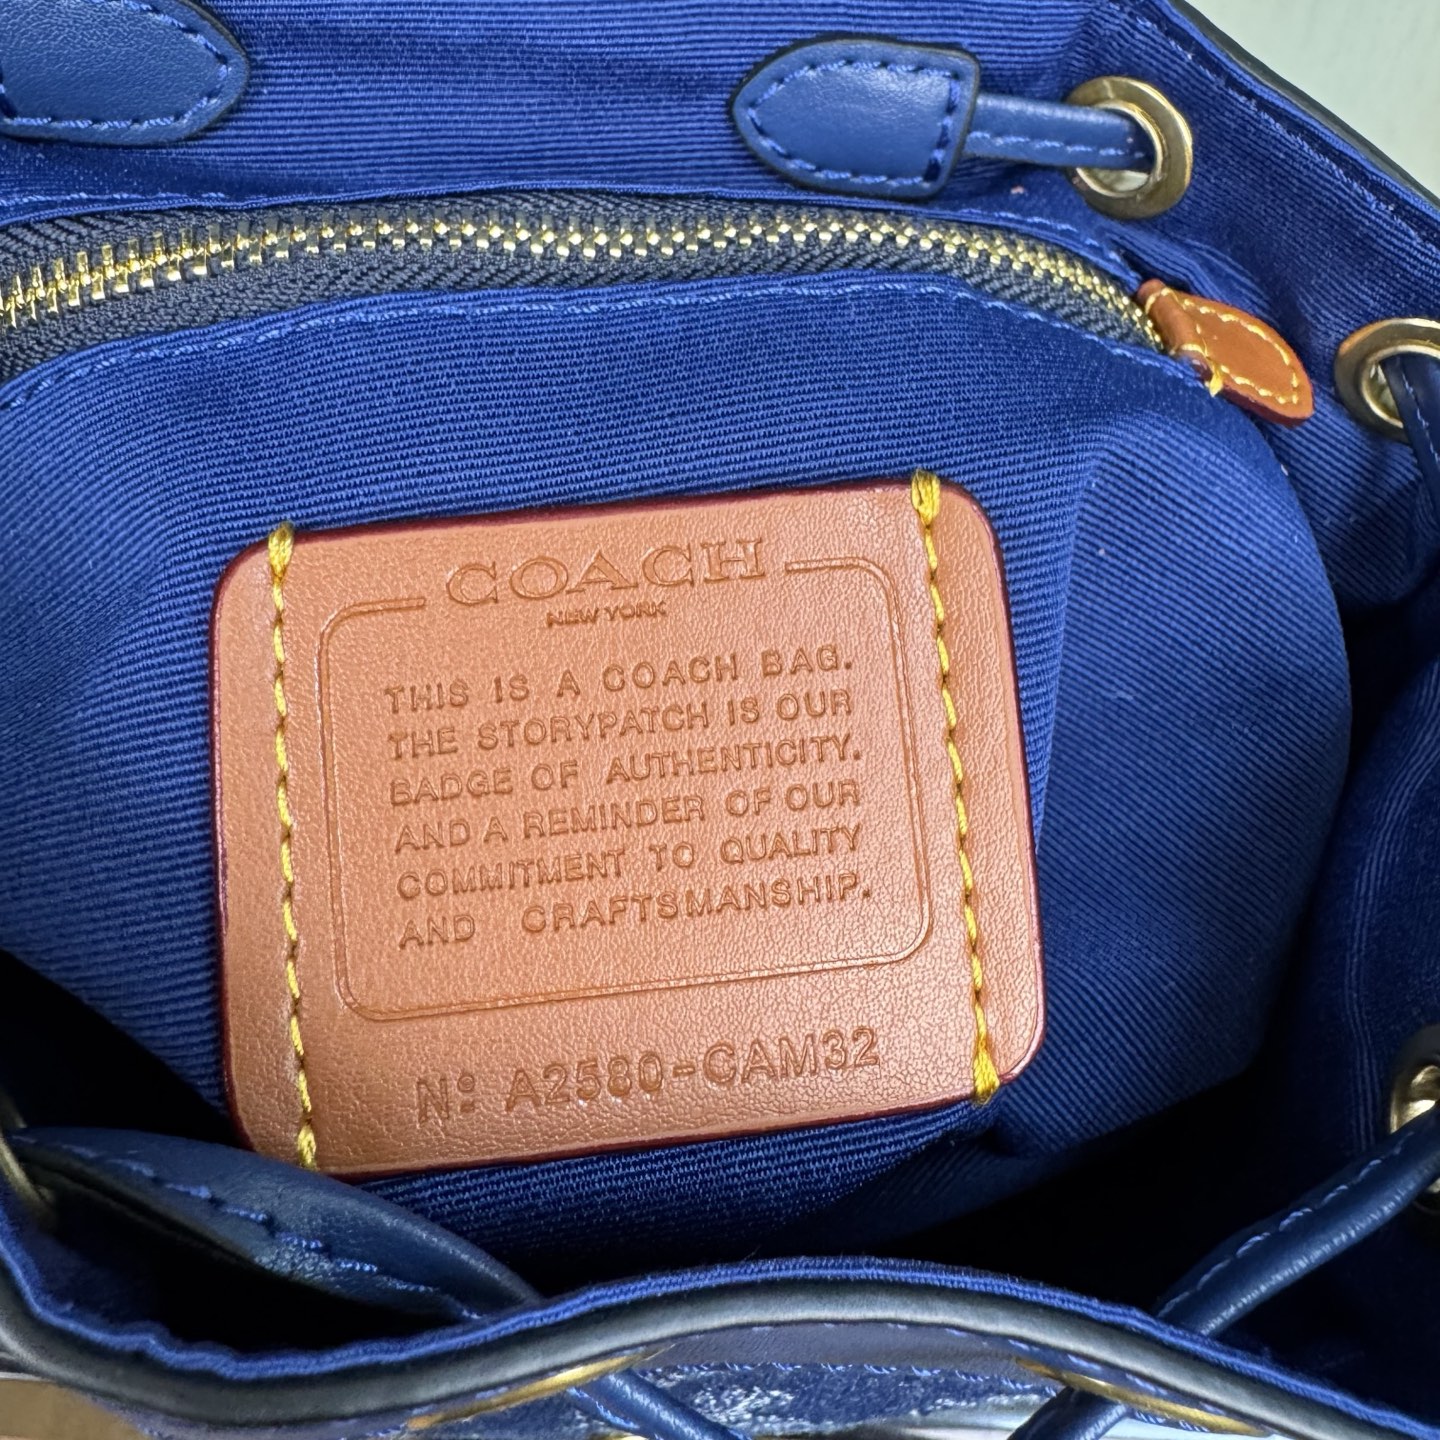 COACH
NEW YORK
THIS IS A COACH BAG.
THE STORYPATCH IS OUR
BADGE OF AUTHENTICITY.
AND A REMINDER OF OUR
COMMITMENT TO QUALITY
AND CRAFTSMANSHIP.
Nº A2580-CAM32